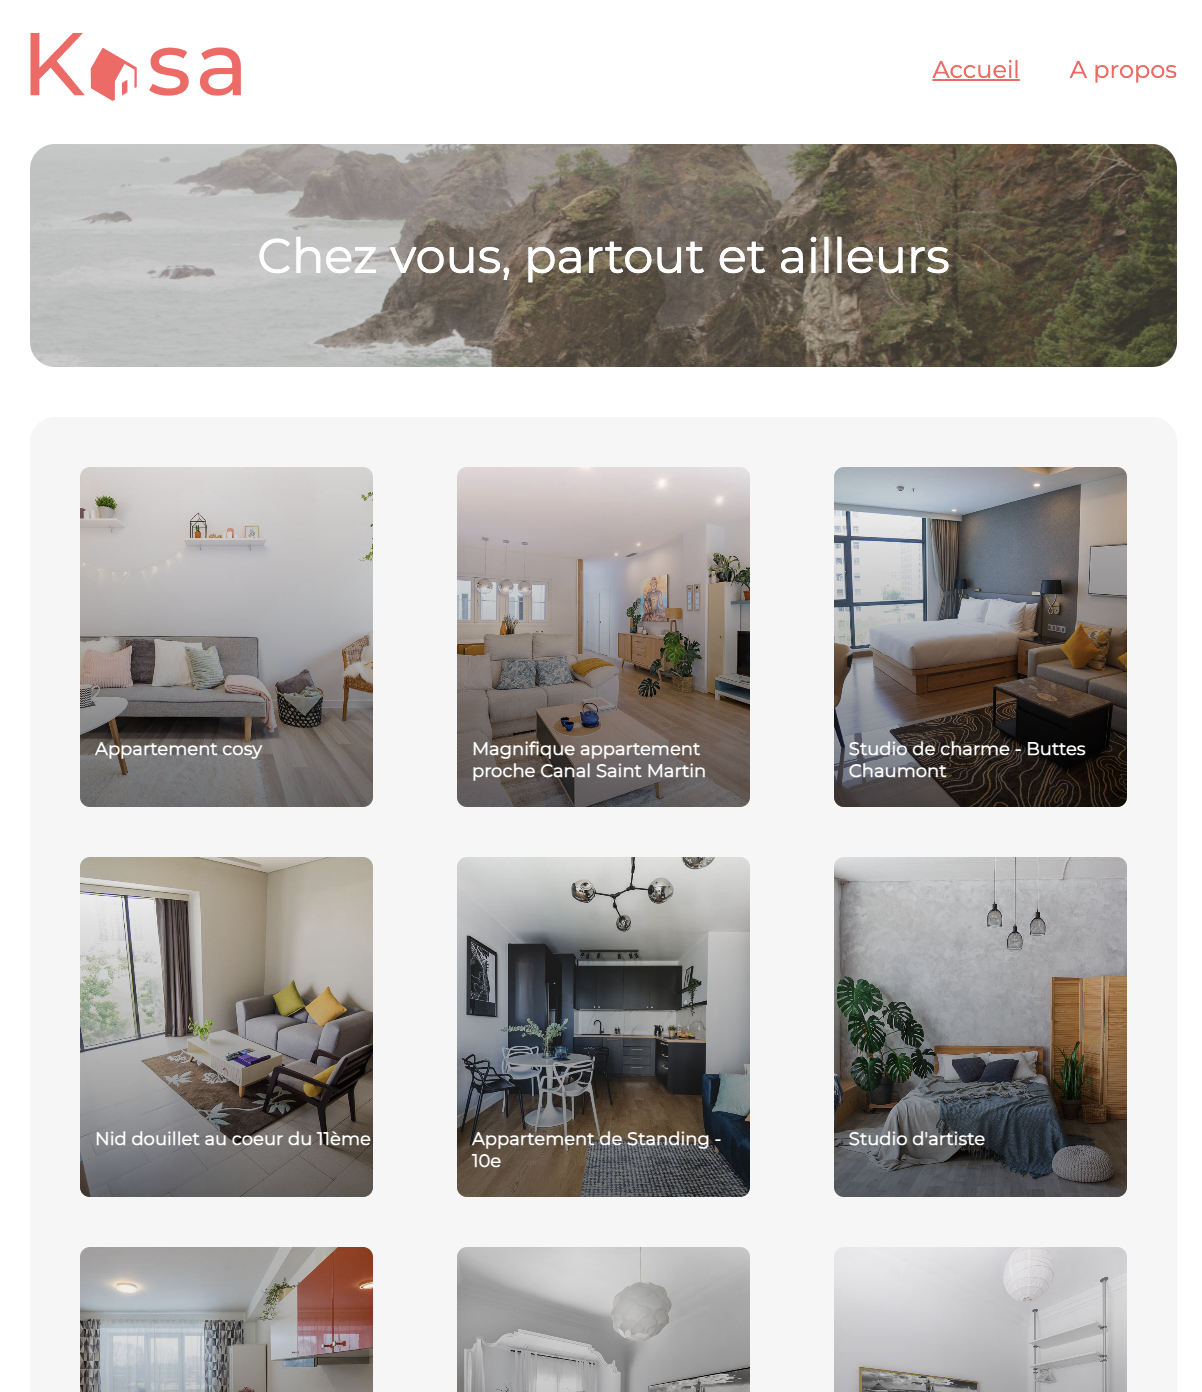 Kasa
Accueil
A propos
Chez vous, partout et ailleurs
Appartement cosy
Magnifique appartement
proche Canal Saint Martin
Studio de charme - Buttes
Chaumont
Nid douillet au coeur du 11ème
Appartement de Standing -
10e
Studio d'artiste